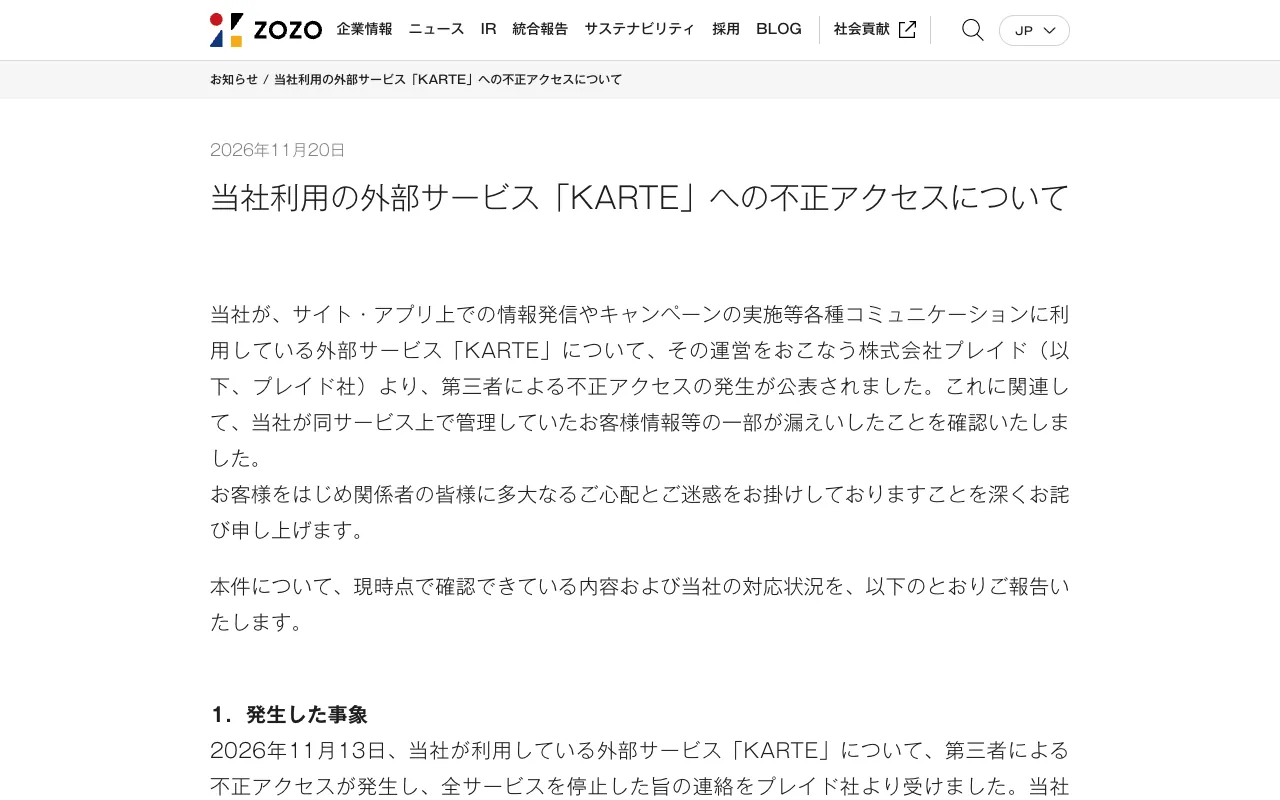 ZOZO 企業情報 ニュース IR 統合報告 サステナビリティ 採用 BLOG 社会貢献 JP
お知らせ / 当社利用の外部サービス「KARTE」への不正アクセスについて
2026年11月20日
当社利用の外部サービス「KARTE」への不正アクセスについて
当社が、サイト・アプリ上での情報発信やキャンペーンの実施等各種コミュニケーションに利
用している外部サービス「KARTE」について、その運営をおこなう株式会社プレイド（以
下、プレイド社）より、第三者による不正アクセスの発生が公表されました。これに関連し
て、当社が同サービス上で管理していたお客様情報等の一部が漏えいしたことを確認いたしま
した。
お客様をはじめ関係者の皆様に多大なるご心配とご迷惑をお掛けしておりますことを深くお詫
び申し上げます。
本件について、現時点で確認できている内容および当社の対応状況を、以下のとおりご報告い
たします。
1．発生した事象
2026年11月13日、当社が利用している外部サービス「KARTE」について、第三者による
不正アクセスが発生し、全サービスを停止した旨の連絡をプレイド社より受けました。当社